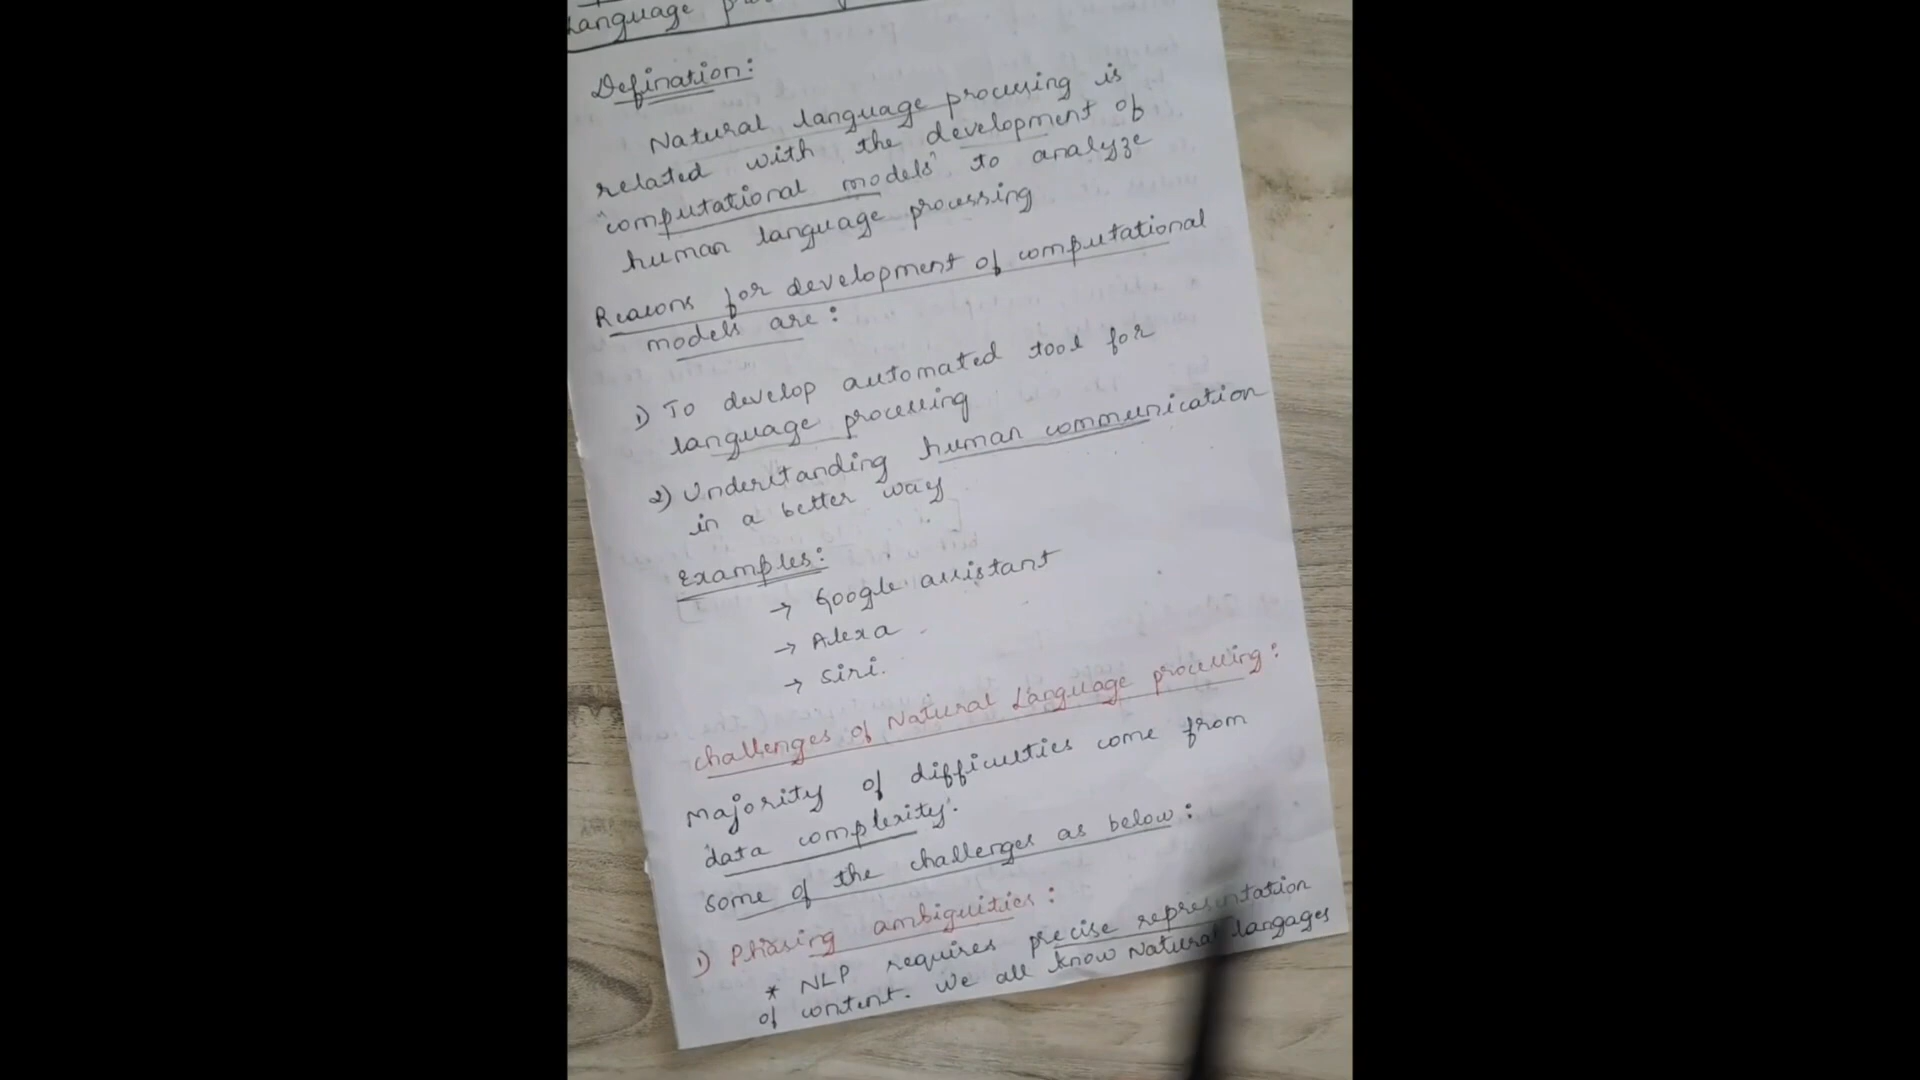 Language
Defination:
Natural language processing is
related with the development of
"computational models" to analyze
human language processing
Reasons for development of computational
models are:
1) To develop automated tool for
language processing
2) Understanding human communication
in a better way
Examples:
→ Google assistant
→ Alexa
→ Siri.
challenges of Natural Language processing:
Majority of difficulties come from
data complexity.
some of the challenges as below:
1) Phrasing ambiguities:
* NLP requires precise representation
of content. We all know Natural langages